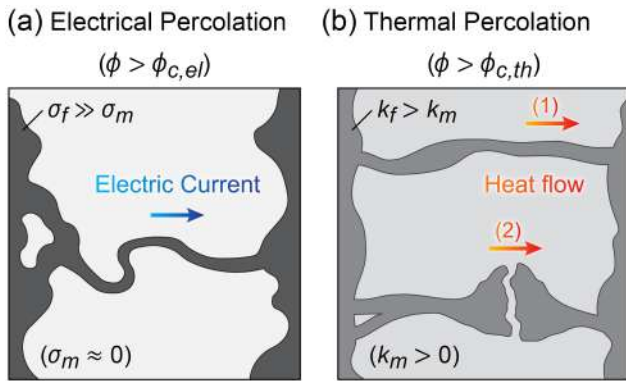 (a) Electrical Percolation
(ϕ > ϕc,el)
σf ≫ σm
Electric Current
(σm ≈ 0)
(b) Thermal Percolation
(ϕ > ϕc,th)
kf > km
(1)
Heat flow
(2)
(km > 0)